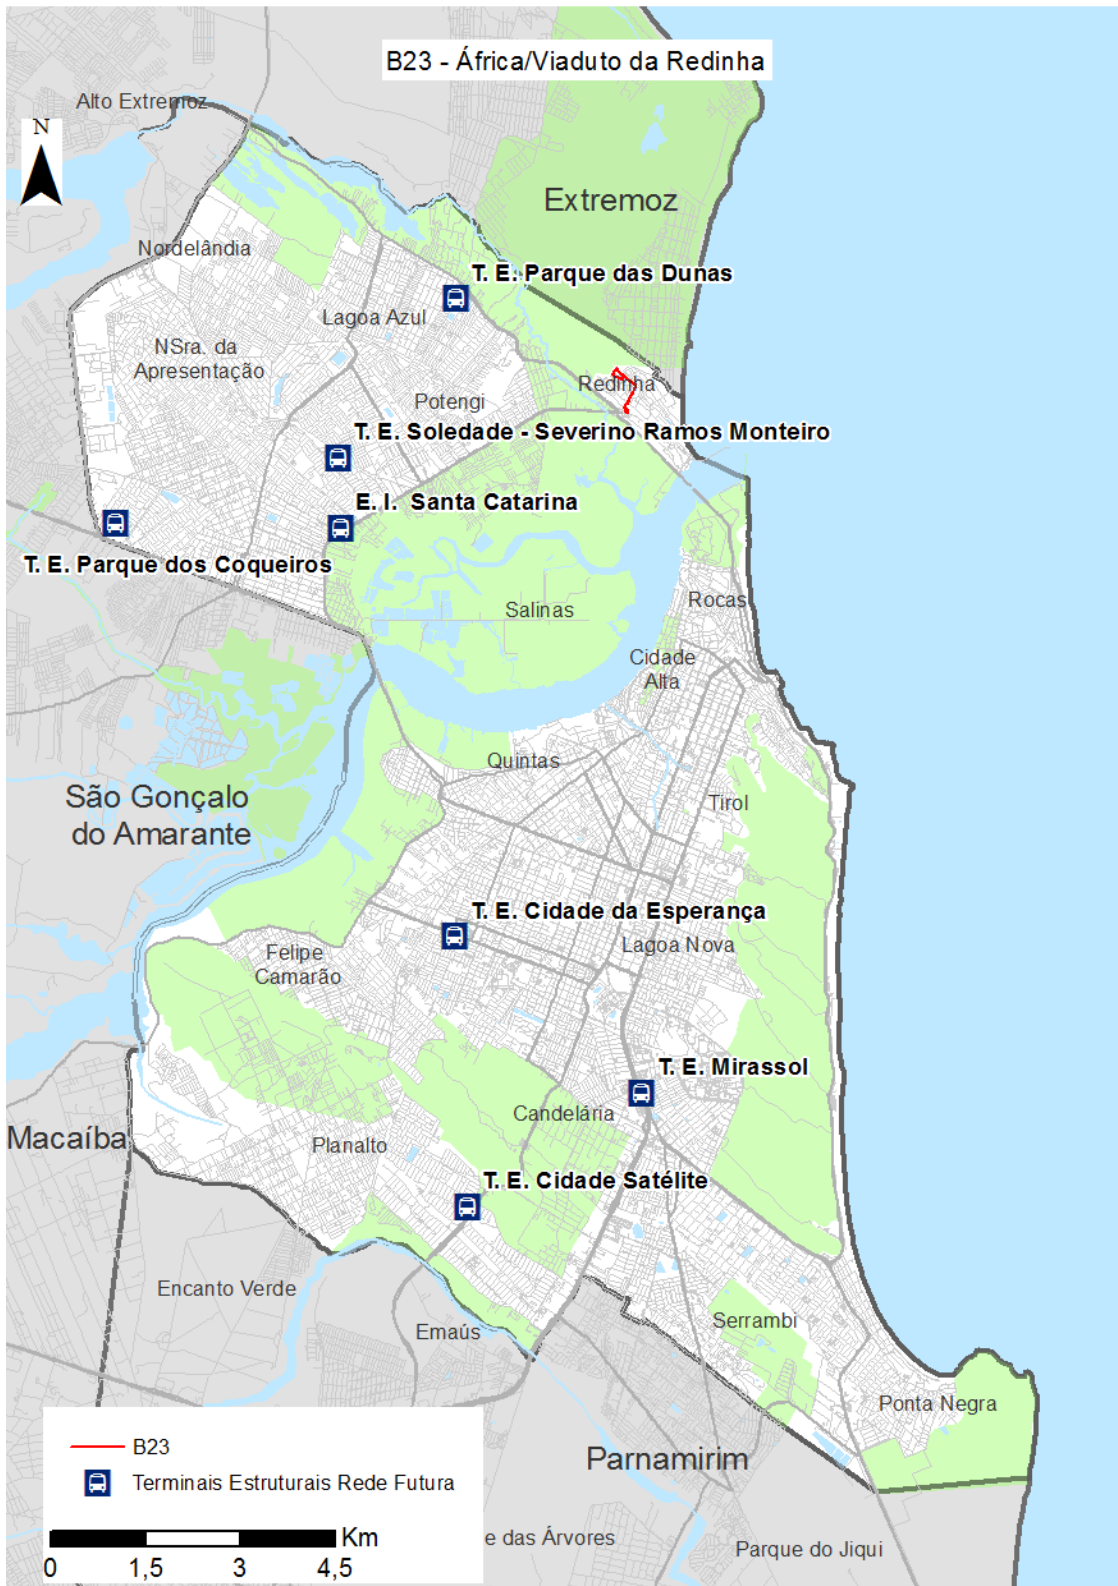 B23 - África/Viaduto da Redinha
Alto Extremoz
N
Extremoz
Nordelândia
T. E. Parque das Dunas
Lagoa Azul
NSra. da
Apresentação
Redinha
Potengi
T. E. Soledade - Severino Ramos Monteiro
E. I. Santa Catarina
T. E. Parque dos Coqueiros
Salinas
Rocas
Cidade
Alta
Quintas
São Gonçalo
do Amarante
Tirol
T. E. Cidade da Esperança
Lagoa Nova
Felipe
Camarão
T. E. Mirassol
Candelária
Macaíba
Planalto
T. E. Cidade Satélite
Encanto Verde
Emaús
Serrambi
Ponta Negra
Parnamirim
B23
Terminais Estruturais Rede Futura
Km
0 1,5 3 4,5
e das Árvores
Parque do Jiqui